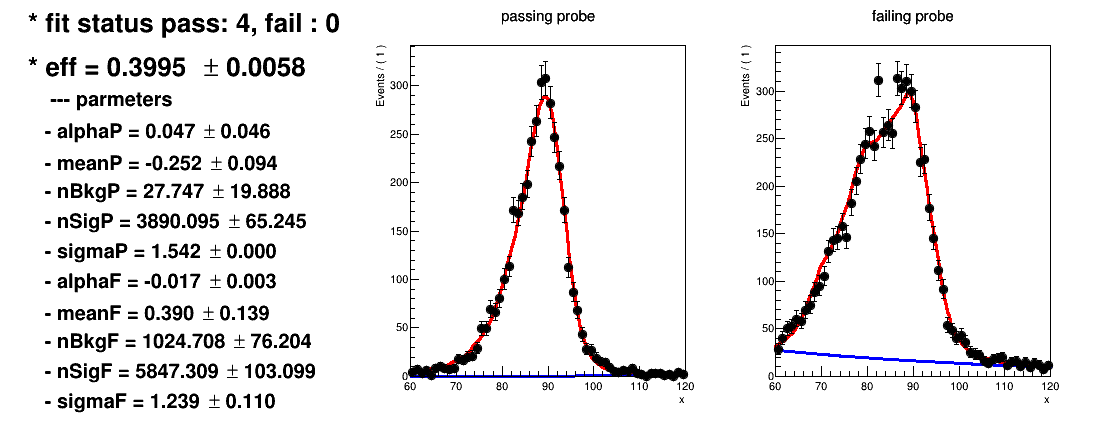 * fit status pass: 4, fail : 0
* eff = 0.3995 ± 0.0058
--- parmeters
- alphaP = 0.047 ± 0.046
- meanP = -0.252 ± 0.094
- nBkgP = 27.747 ± 19.888
- nSigP = 3890.095 ± 65.245
- sigmaP = 1.542 ± 0.000
- alphaF = -0.017 ± 0.003
- meanF = 0.390 ± 0.139
- nBkgF = 1024.708 ± 76.204
- nSigF = 5847.309 ± 103.099
- sigmaF = 1.239 ± 0.110
passing probe
Events / ( 1 )
300
250
200
150
100
50
0
60 70 80 90 100 110 120
x
failing probe
Events / ( 1 )
300
250
200
150
100
50
0
60 70 80 90 100 110 120
x